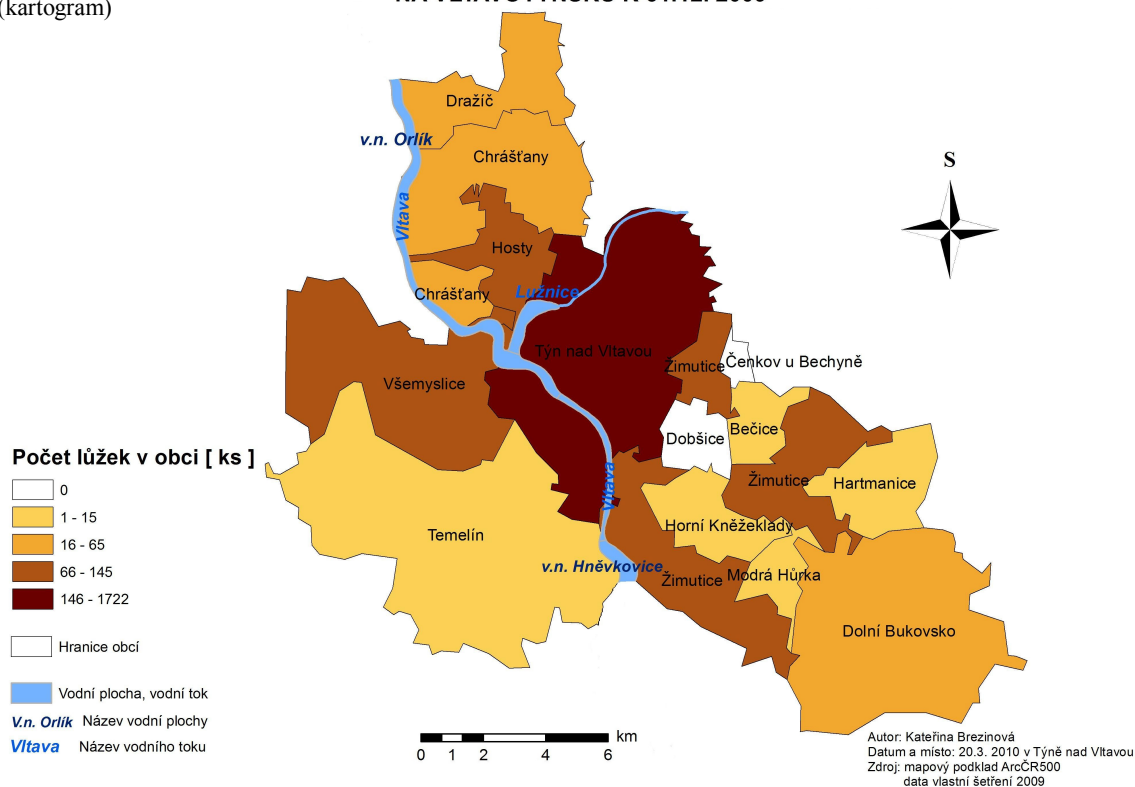 (kartogram)
Dražíč
v.n. Orlík
Chrášťany
S
Vltava
Hosty
Chrášťany
Lužnice
Týn nad Vltavou
Žimutice
Čenkov u Bechyně
Všemyslice
Bečice
Dobšice
Počet lůžek v obci [ ks ]
0
1 - 15
16 - 65
66 - 145
146 - 1722
Hranice obcí
Vodní plocha, vodní tok
V.n. Orlík Název vodní plochy
Vltava Název vodního toku
Vltava
Žimutice
Hartmanice
Horní Kněžeklady
Temelín
v.n. Hněvkovice
Žimutice
Modrá Hůrka
Dolní Bukovsko
0 1 2 4 6 km
Autor: Kateřina Brezinová
Datum a místo: 20.3. 2010 v Týně nad Vltavou
Zdroj: mapový podklad ArcČR500
data vlastní šetření 2009